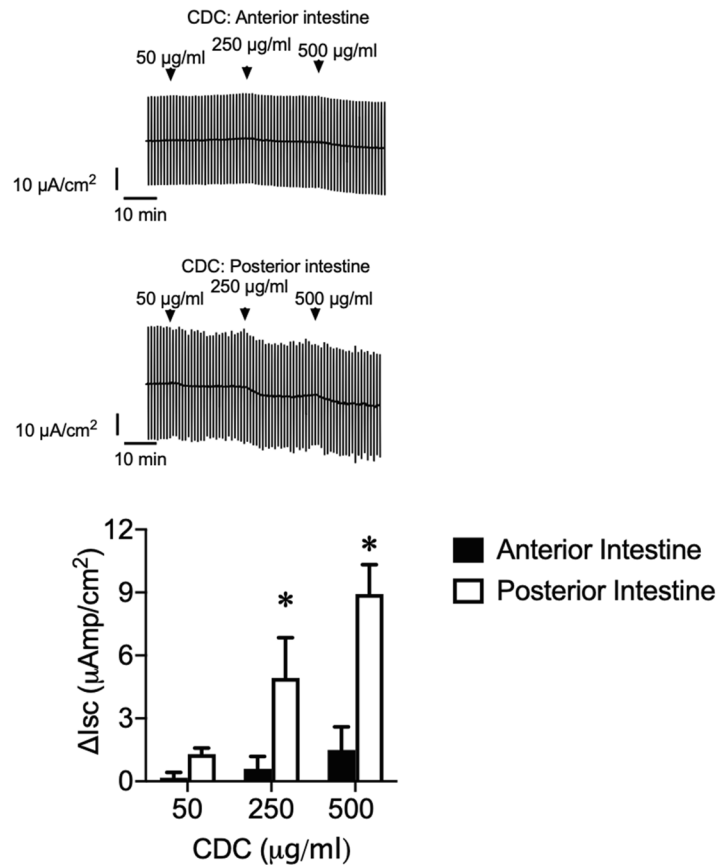 CDC: Anterior intestine
50 µg/ml 250 µg/ml 500 µg/ml
10 µA/cm²
10 min
CDC: Posterior intestine
50 µg/ml 250 µg/ml 500 µg/ml
10 µA/cm²
10 min
ΔIsc (µAmp/cm²)
12
9
6
3
0
* *
50 250 500
CDC (µg/ml)
Anterior Intestine
Posterior Intestine